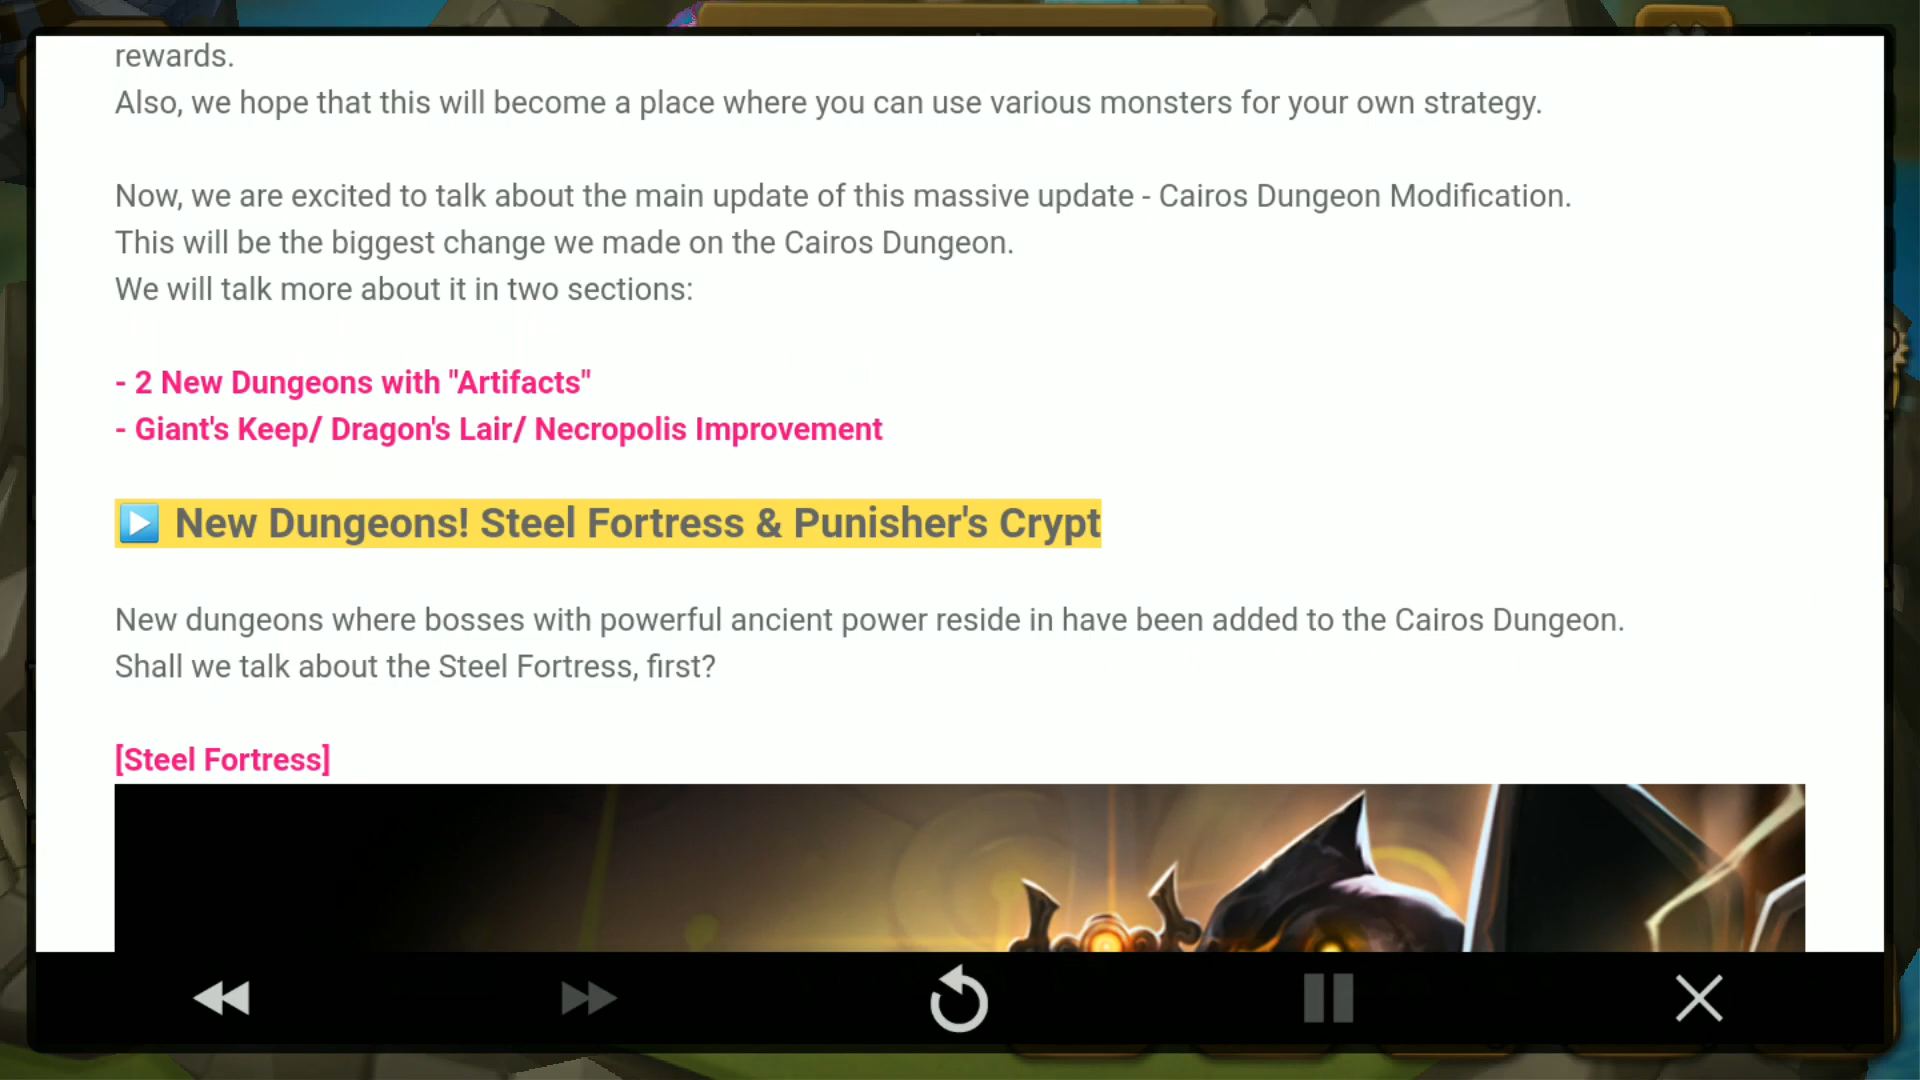 rewards.
Also, we hope that this will become a place where you can use various monsters for your own strategy.
Now, we are excited to talk about the main update of this massive update - Cairos Dungeon Modification.
This will be the biggest change we made on the Cairos Dungeon.
We will talk more about it in two sections:
- 2 New Dungeons with "Artifacts"
- Giant's Keep/ Dragon's Lair/ Necropolis Improvement
New Dungeons! Steel Fortress & Punisher's Crypt
New dungeons where bosses with powerful ancient power reside in have been added to the Cairos Dungeon.
Shall we talk about the Steel Fortress, first?
[Steel Fortress]